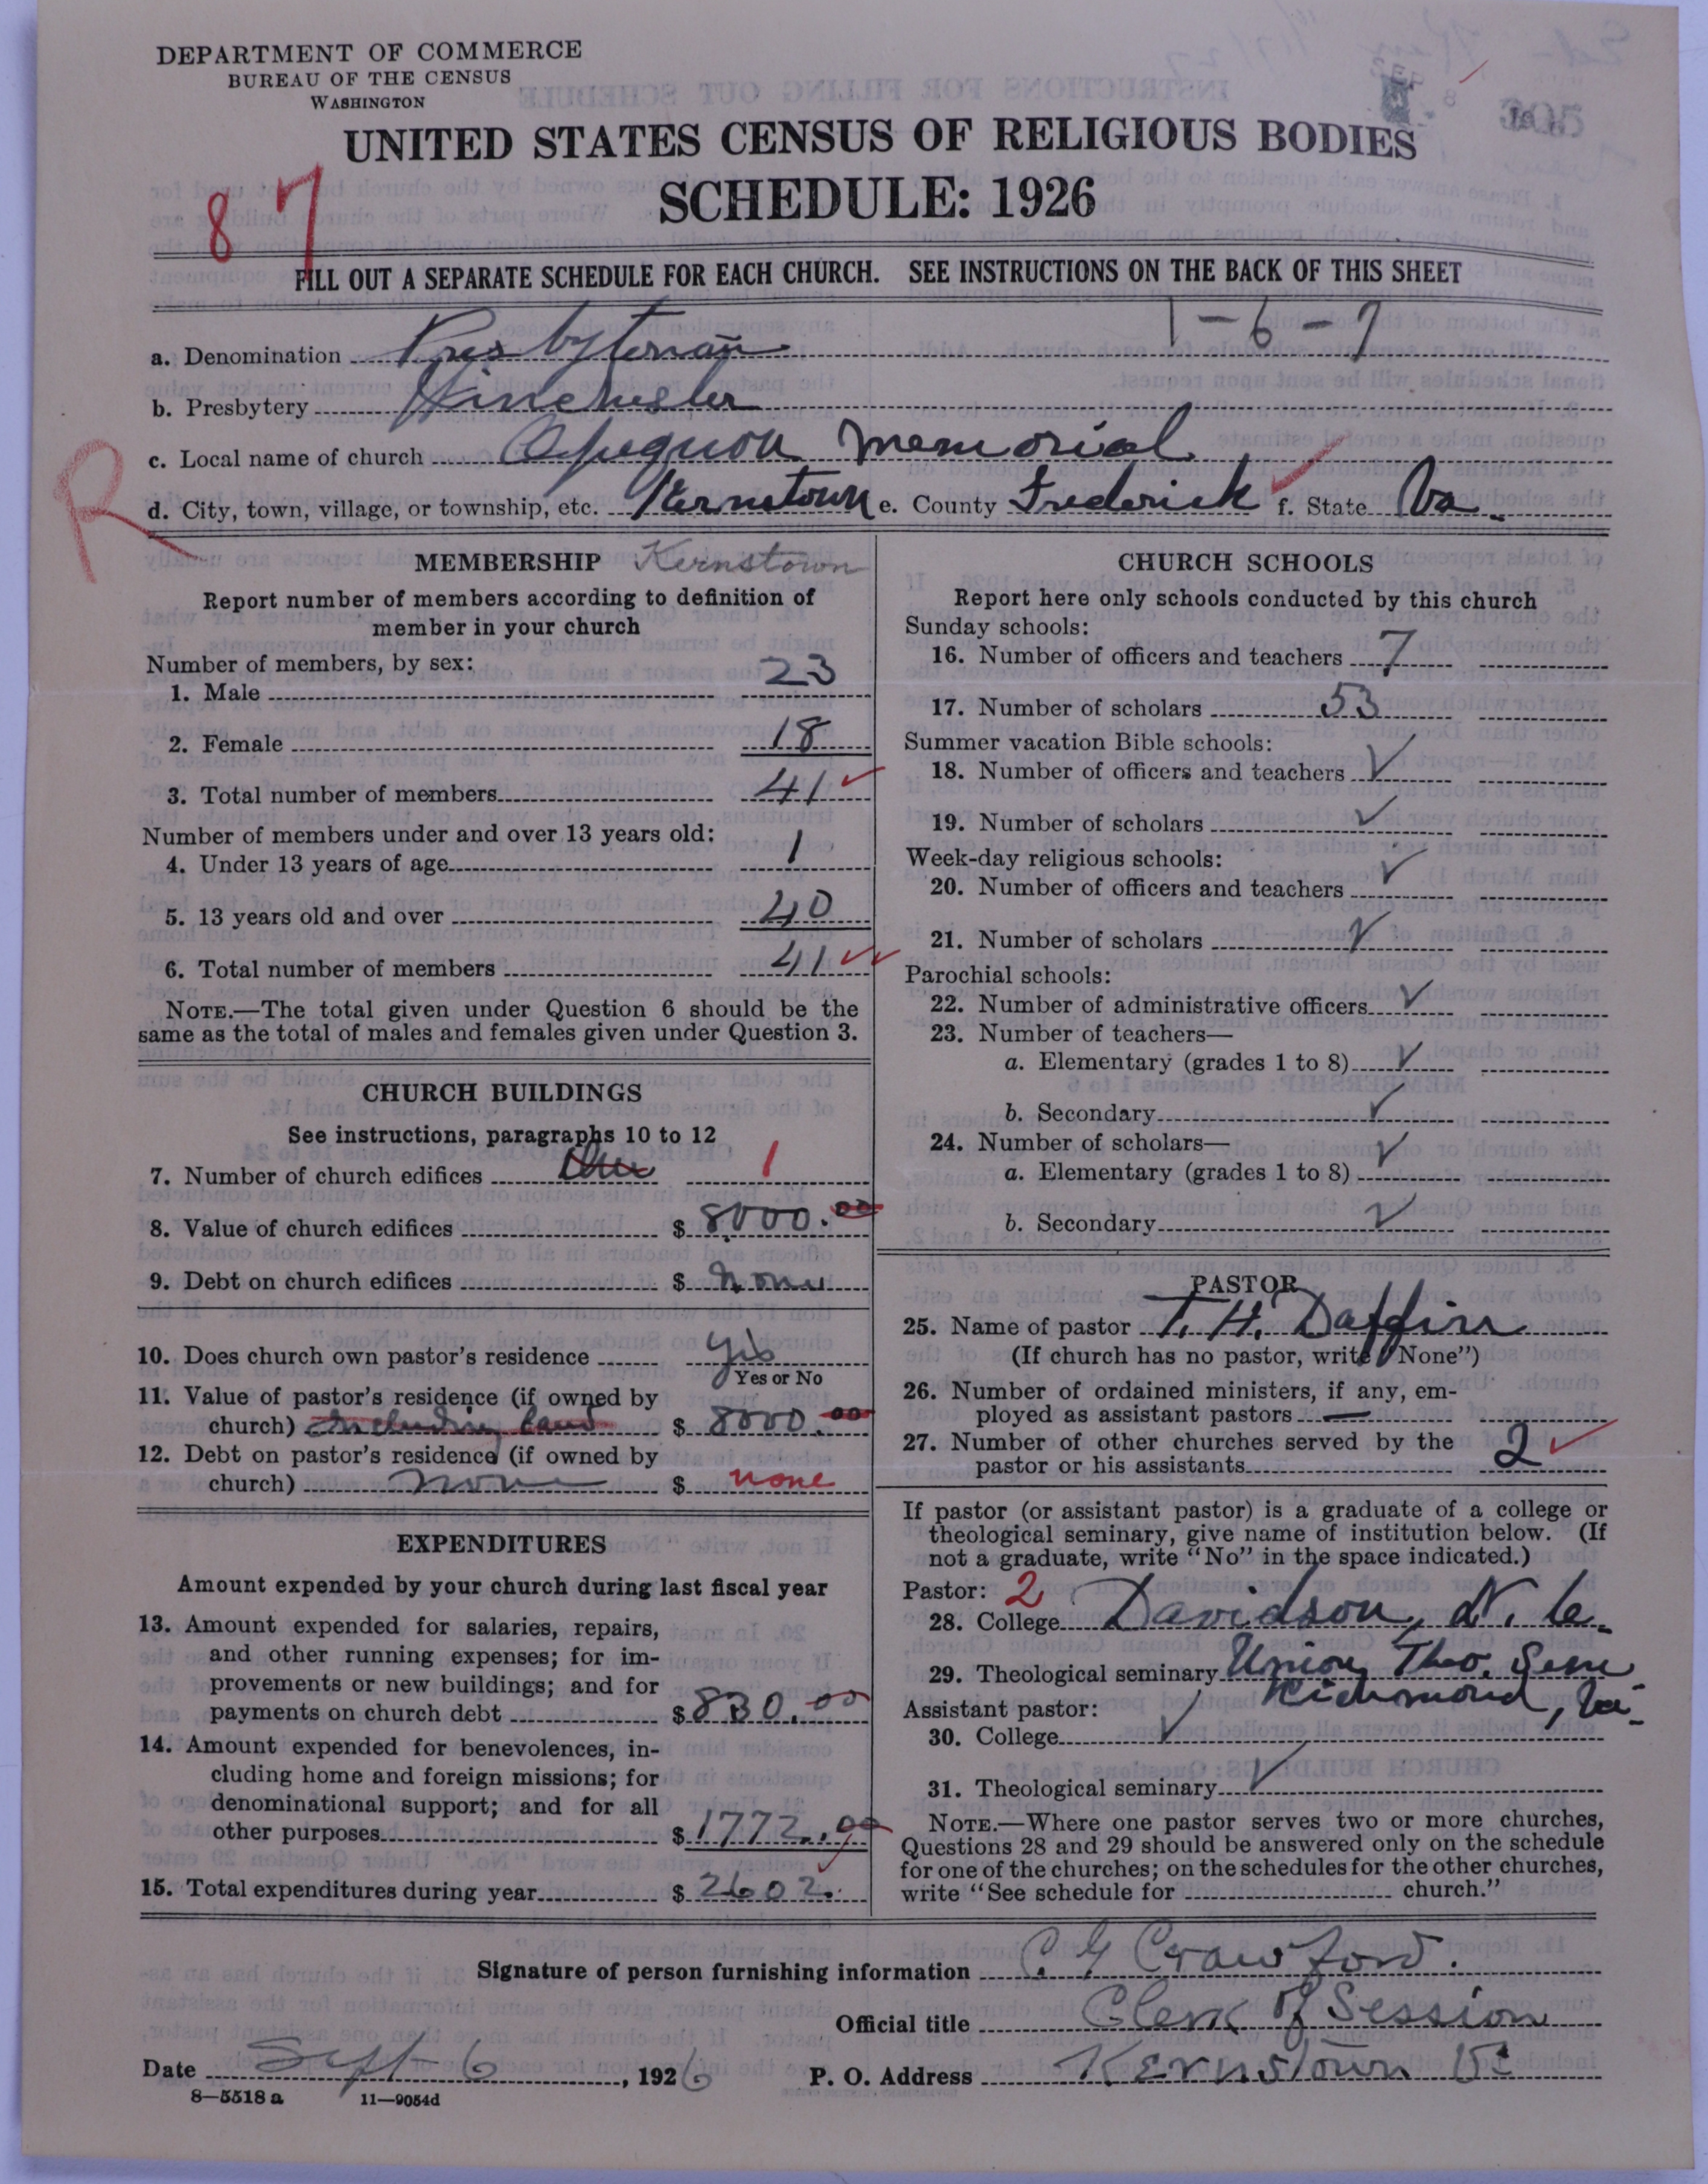 DEPARTMENT OF COMMERCE
BUREAU OF THE CENSUS
WASHINGTON
UNITED STATES CENSUS OF RELIGIOUS BODIES
SCHEDULE: 1926
87
FILL OUT A SEPARATE SCHEDULE FOR EACH CHURCH. SEE INSTRUCTIONS ON THE BACK OF THIS SHEET
1-6-7
a. Denomination Presbyterian
b. Presbytery Winchester
c. Local name of church Opequon Memorial
R
d. City, town, village, or township, etc. Kernstown e. County Frederick f. State Va.
MEMBERSHIP Kernstown
Report number of members according to definition of
member in your church
Number of members, by sex:
1. Male 23
2. Female 18
3. Total number of members 41 ✓
Number of members under and over 13 years old:
4. Under 13 years of age 1
5. 13 years old and over 40
6. Total number of members 41 ✓✓
NOTE.—The total given under Question 6 should be the
same as the total of males and females given under Question 3.
CHURCH BUILDINGS
See instructions, paragraphs 10 to 12
7. Number of church edifices One 1
8. Value of church edifices $ 8000.00
9. Debt on church edifices $ none
10. Does church own pastor's residence yes
Yes or No
11. Value of pastor's residence (if owned by
church) including land $ 8000.00
12. Debt on pastor's residence (if owned by
church) none $ none
EXPENDITURES
Amount expended by your church during last fiscal year
13. Amount expended for salaries, repairs,
and other running expenses; for im-
provements or new buildings; and for
payments on church debt $ 830.00
14. Amount expended for benevolences, in-
cluding home and foreign missions; for
denominational support; and for all
other purposes $ 1772.00
15. Total expenditures during year $ 2602.
CHURCH SCHOOLS
Report here only schools conducted by this church
Sunday schools:
16. Number of officers and teachers 7
17. Number of scholars 53
Summer vacation Bible schools:
18. Number of officers and teachers ✓
19. Number of scholars ✓
Week-day religious schools:
20. Number of officers and teachers ✓
21. Number of scholars ✓
Parochial schools:
22. Number of administrative officers ✓
23. Number of teachers—
a. Elementary (grades 1 to 8) ✓
b. Secondary ✓
24. Number of scholars—
a. Elementary (grades 1 to 8) ✓
b. Secondary ✓
PASTOR
25. Name of pastor T. H. Daffin
(If church has no pastor, write "None")
26. Number of ordained ministers, if any, em-
ployed as assistant pastors —
27. Number of other churches served by the
pastor or his assistants 2 ✓
If pastor (or assistant pastor) is a graduate of a college or
theological seminary, give name of institution below. (If
not a graduate, write "No" in the space indicated.)
Pastor: 2
28. College Davidson, N. C.
29. Theological seminary Union Theo. Sem
Richmond, Va.
Assistant pastor:
30. College ✓
31. Theological seminary ✓
NOTE.—Where one pastor serves two or more churches,
Questions 28 and 29 should be answered only on the schedule
for one of the churches; on the schedules for the other churches,
write "See schedule for church."
Signature of person furnishing information C G Crawford.
Official title Clerk of Session
Date Sept 6, 1926 P. O. Address Kernstown Va
8—5518 a 11—9054d